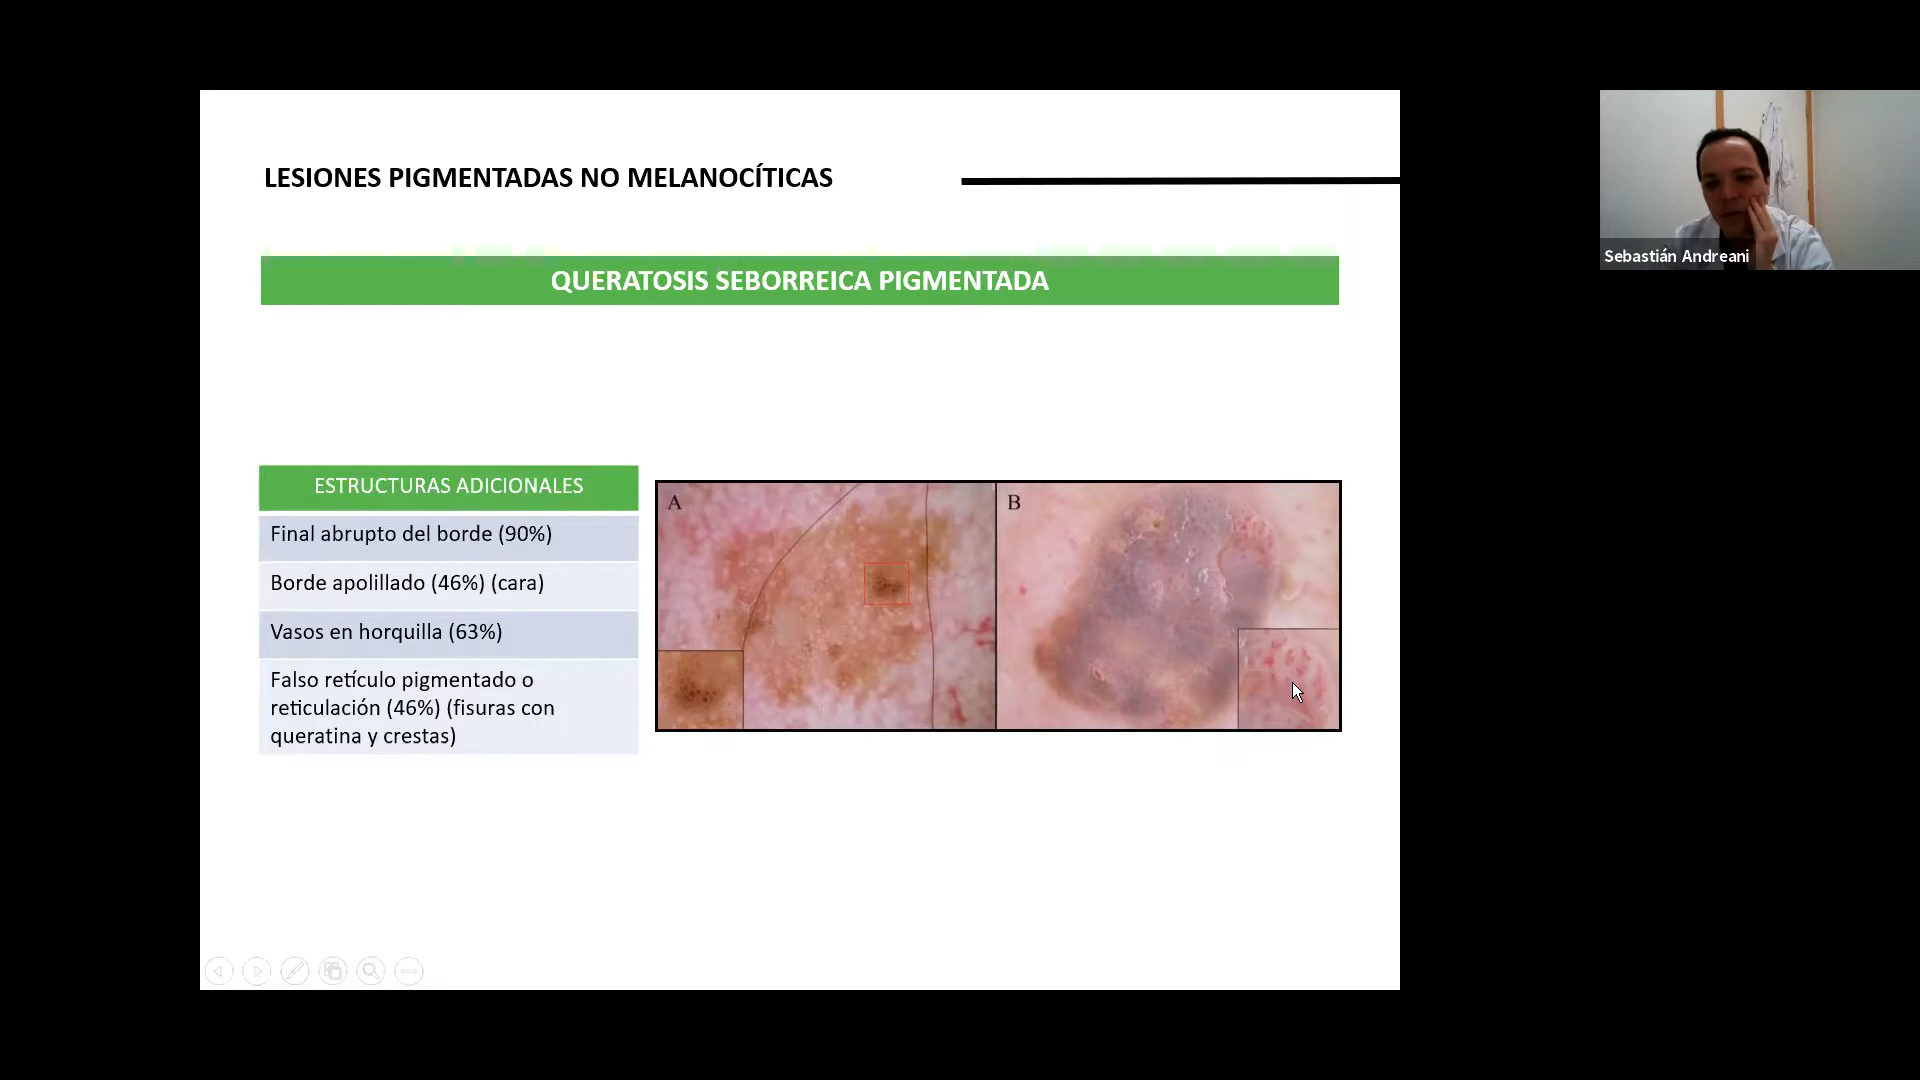 LESIONES PIGMENTADAS NO MELANOCÍTICAS
QUERATOSIS SEBORREICA PIGMENTADA
ESTRUCTURAS ADICIONALES
Final abrupto del borde (90%)
Borde apolillado (46%) (cara)
Vasos en horquilla (63%)
Falso retículo pigmentado o
reticulación (46%) (fisuras con
queratina y crestas)
A
B
Sebastián Andreani